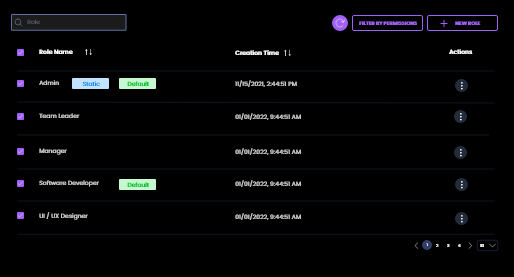 Role
FILTER BY PERMISSIONS
NEW ROLE
Role Name
Creation Time
Actions
Admin Static Default 11/15/2021, 2:44:51 PM
Team Leader 01/01/2022, 9:44:51 AM
Manager 01/01/2022, 9:44:51 AM
Software Developer Default 01/01/2022, 9:44:51 AM
UI / UX Designer 01/01/2022, 9:44:51 AM
1 2 3 4 10